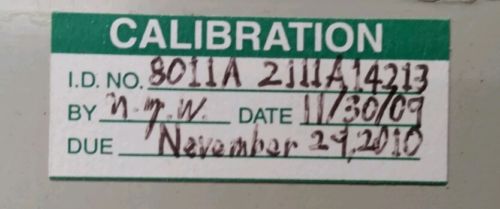 CALIBRATION
I.D. NO. 8011A 2111A14213
BY n.y.w. DATE 11/30/09
DUE November 29, 2010